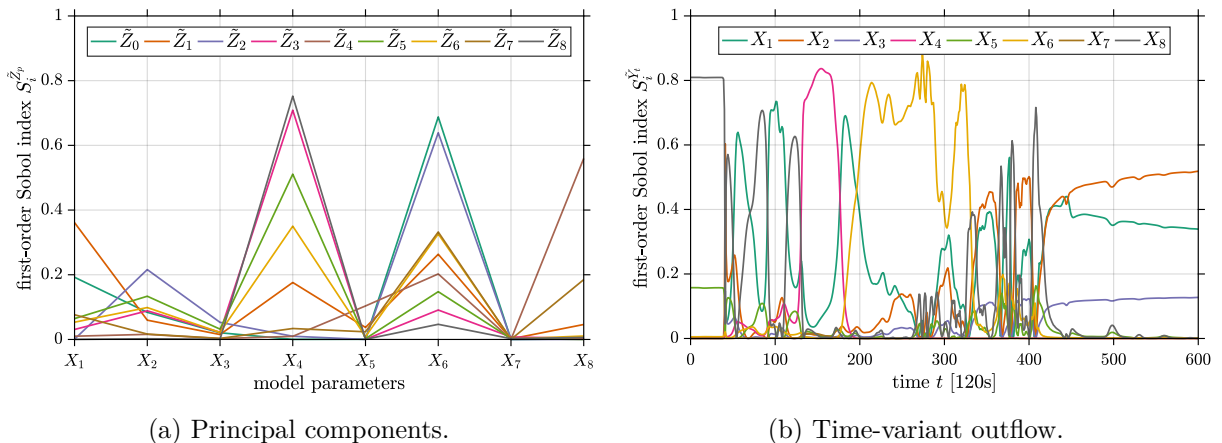 Z̃₀ Z̃₁ Z̃₂ Z̃₃ Z̃₄ Z̃₅ Z̃₆ Z̃₇ Z̃₈
first-order Sobol index S_i^{Z̃_p}
1
0.8
0.6
0.4
0.2
0
X₁ X₂ X₃ X₄ X₅ X₆ X₇ X₈
model parameters
(a) Principal components.
X₁ X₂ X₃ X₄ X₅ X₆ X₇ X₈
first-order Sobol index S_i^{Ỹ_t}
1
0.8
0.6
0.4
0.2
0
0 100 200 300 400 500 600
time t [120s]
(b) Time-variant outflow.